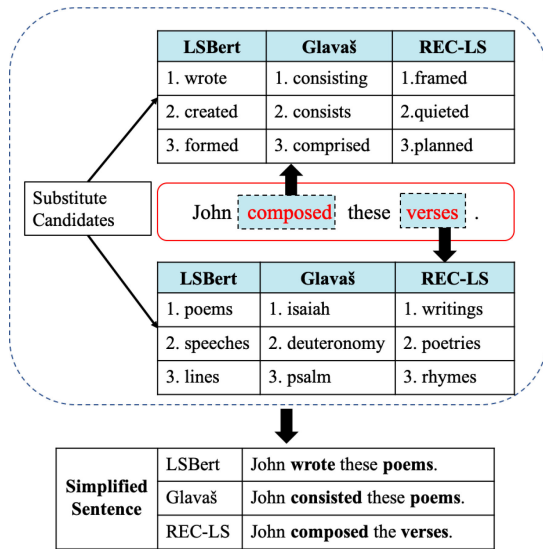 LSBert Glavaš REC-LS
1. wrote 1. consisting 1.framed
2. created 2. consists 2.quieted
3. formed 3. comprised 3.planned
Substitute
Candidates
John composed these verses .
LSBert Glavaš REC-LS
1. poems 1. isaiah 1. writings
2. speeches 2. deuteronomy 2. poetries
3. lines 3. psalm 3. rhymes
Simplified
Sentence
LSBert John wrote these poems.
Glavaš John consisted these poems.
REC-LS John composed the verses.